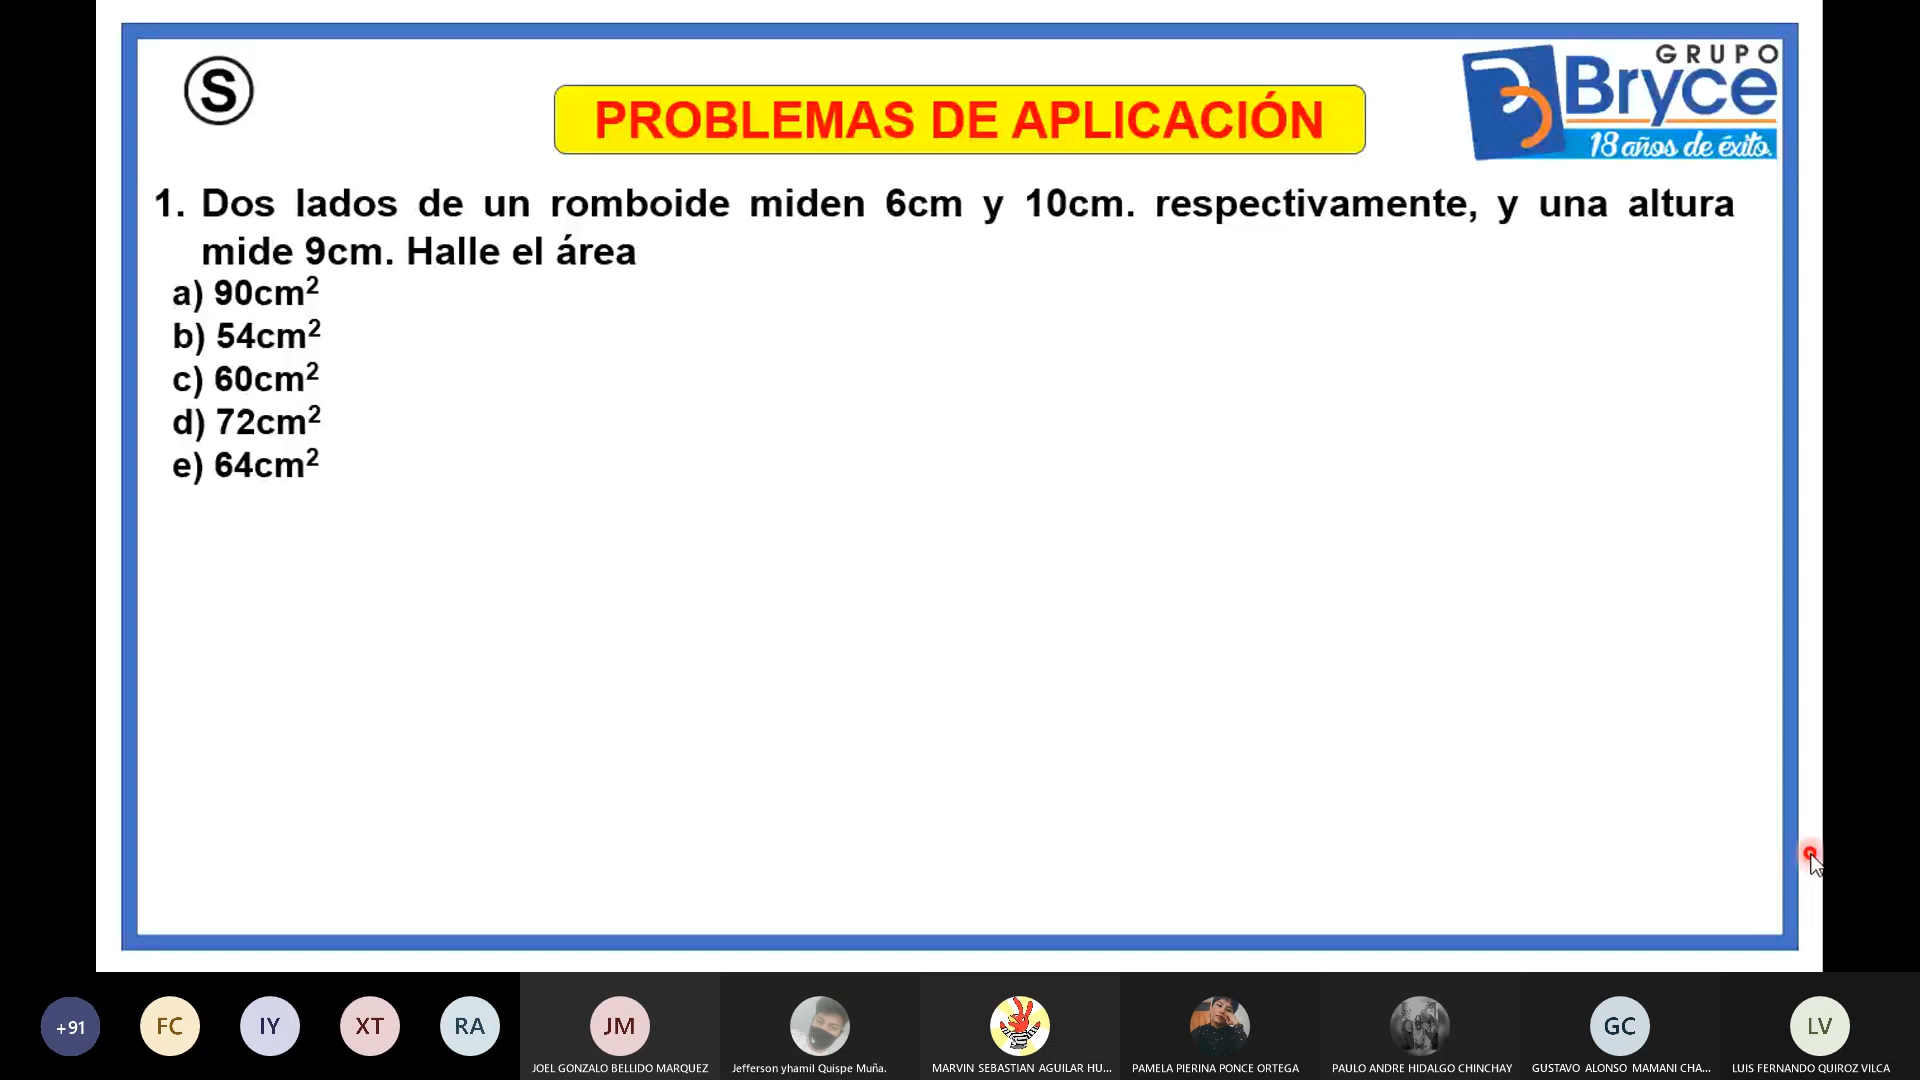 S
PROBLEMAS DE APLICACIÓN
GRUPO
Bryce
18 años de éxito.
1. Dos lados de un romboide miden 6cm y 10cm. respectivamente, y una altura
mide 9cm. Halle el área
a) 90cm²
b) 54cm²
c) 60cm²
d) 72cm²
e) 64cm²
+91
FC
IY
XT
RA
JM
GC
LV
JOEL GONZALO BELLIDO MARQUEZ
Jefferson yhamil Quispe Muña.
MARVIN SEBASTIAN AGUILAR HU...
PAMELA PIERINA PONCE ORTEGA
PAULO ANDRE HIDALGO CHINCHAY
GUSTAVO ALONSO MAMANI CHA...
LUIS FERNANDO QUIROZ VILCA